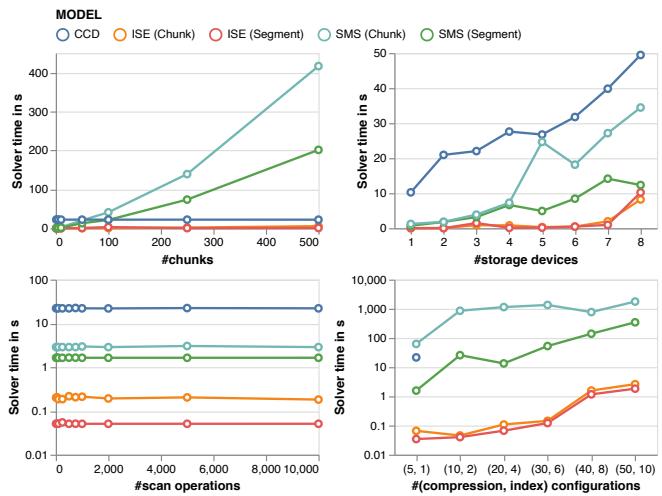 MODEL
CCD ISE (Chunk) ISE (Segment) SMS (Chunk) SMS (Segment)
Solver time in s
400
300
200
100
0
0 100 200 300 400 500
#chunks
Solver time in s
50
40
30
20
10
0
1 2 3 4 5 6 7 8
#storage devices
Solver time in s
100
10
1
0.1
0.01
0 2,000 4,000 6,000 8,000 10,000
#scan operations
Solver time in s
10,000
1,000
100
10
1
0.1
0.01
(5, 1) (10, 2) (20, 4) (30, 6) (40, 8) (50, 10)
#(compression, index) configurations